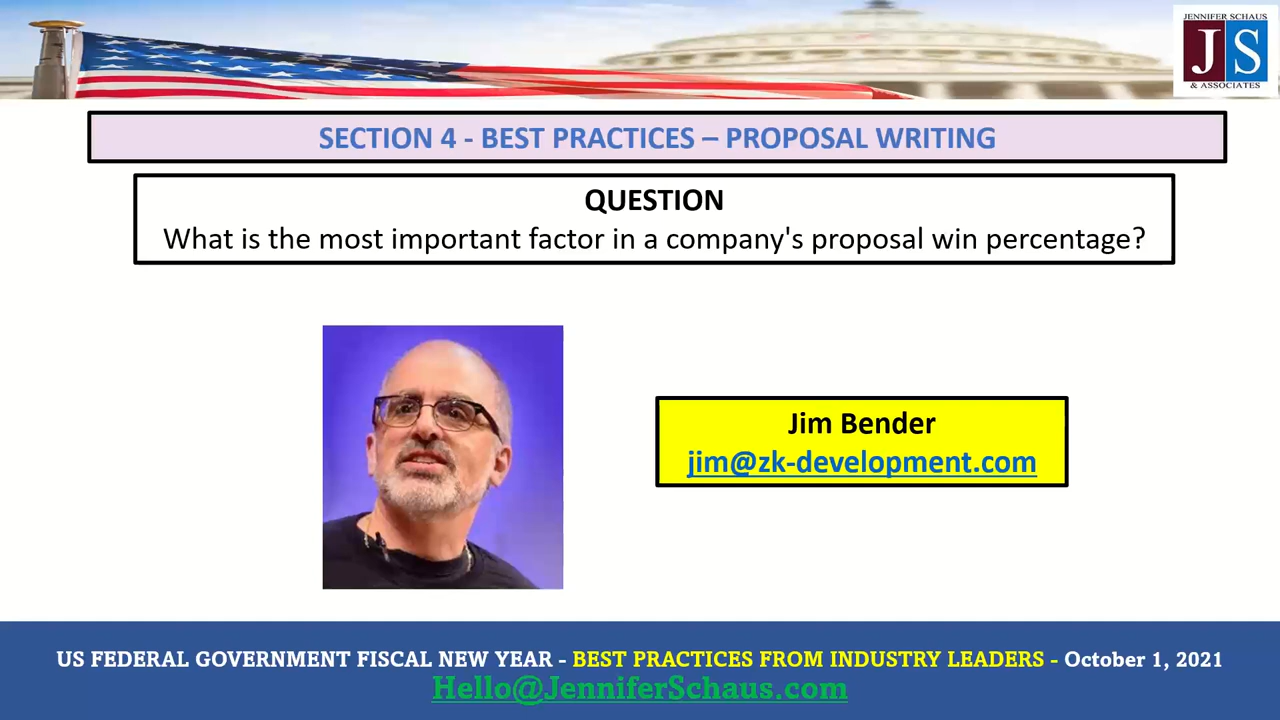 JENNIFER SCHAUS
JS
& ASSOCIATES
SECTION 4 - BEST PRACTICES – PROPOSAL WRITING
QUESTION
What is the most important factor in a company's proposal win percentage?
Jim Bender
jim@zk-development.com
US FEDERAL GOVERNMENT FISCAL NEW YEAR - BEST PRACTICES FROM INDUSTRY LEADERS - October 1, 2021
Hello@JenniferSchaus.com